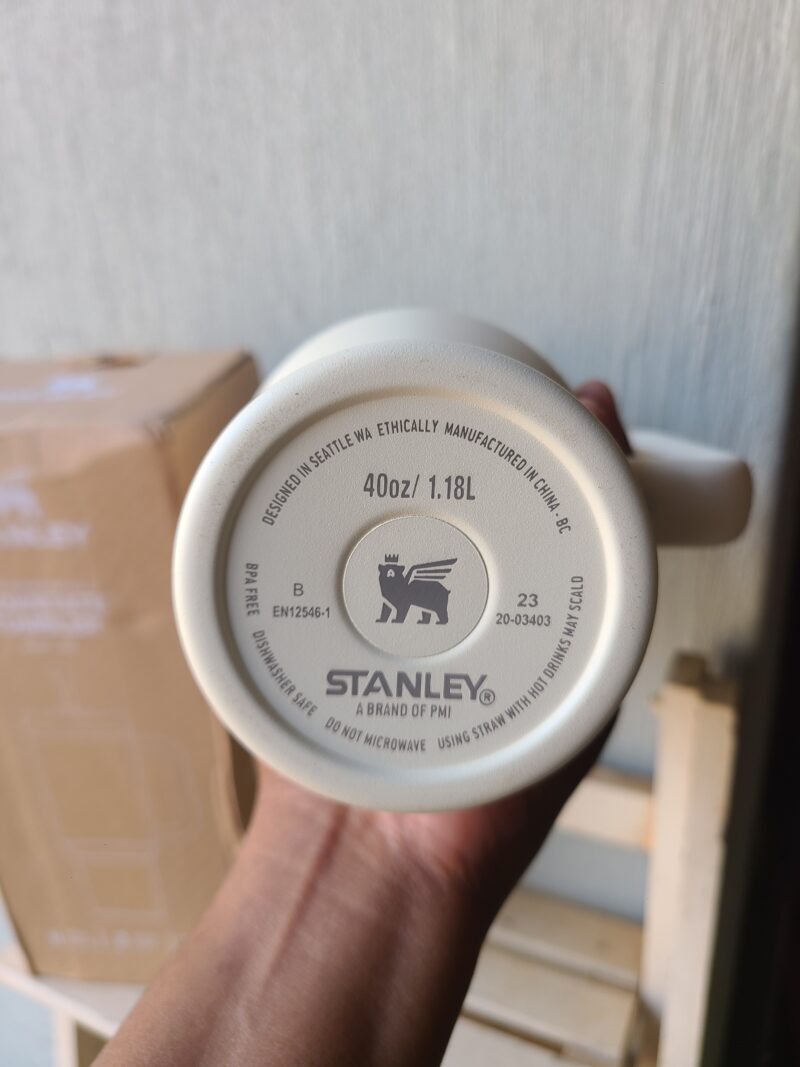 DESIGNED IN SEATTLE WA ETHICALLY MANUFACTURED IN CHINA - BC
40oz/ 1.18L
B
EN12546-1
23
20-03403
STANLEY®
A BRAND OF PMI
BPA FREE DISHWASHER SAFE DO NOT MICROWAVE USING STRAW WITH HOT DRINKS MAY SCALD